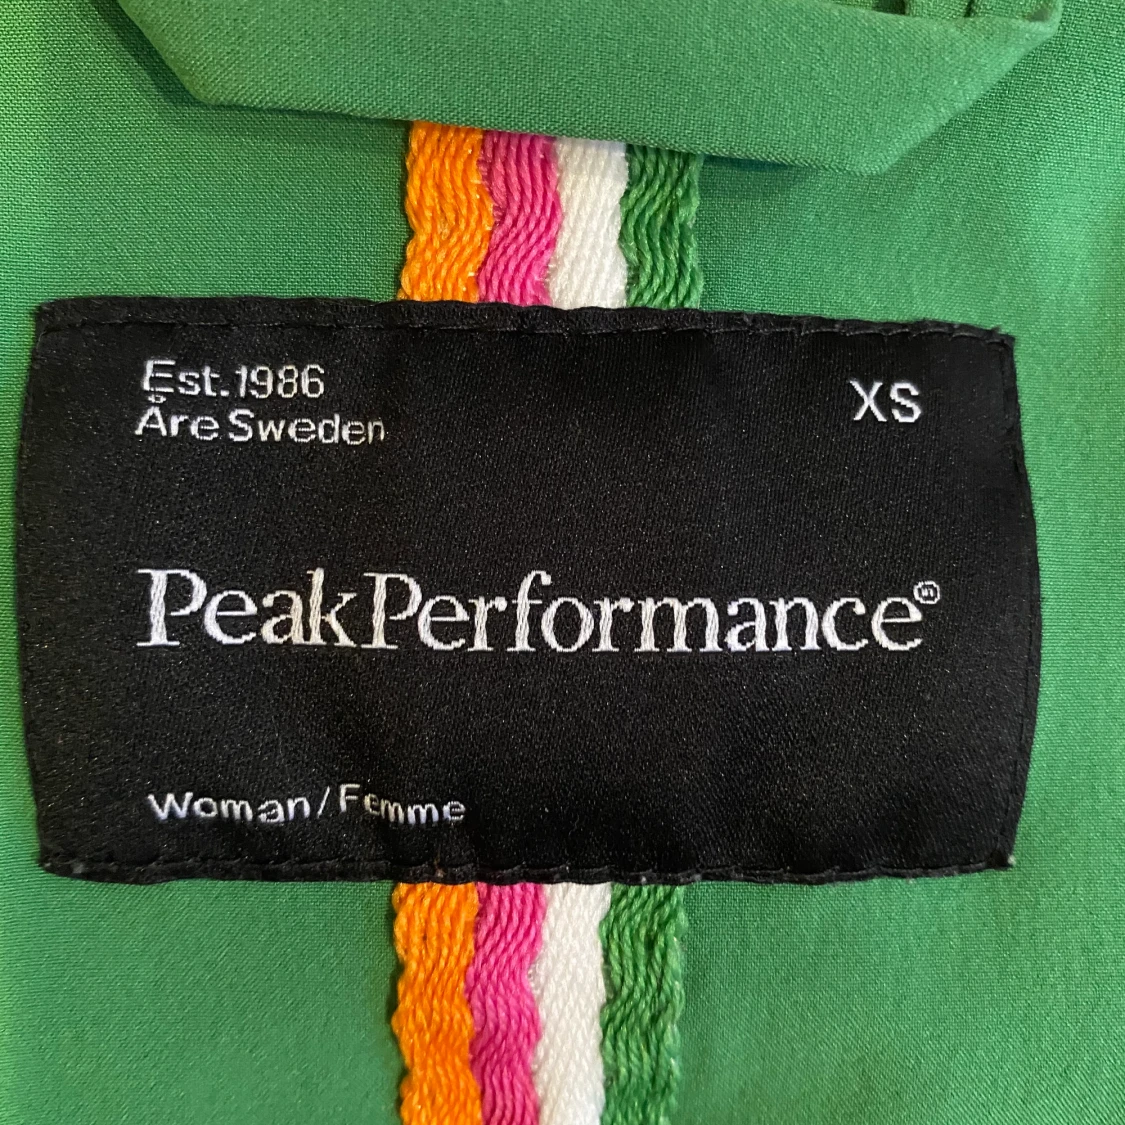 Est.1986
XS
Åre Sweden
PeakPerformance®
Woman/Femme